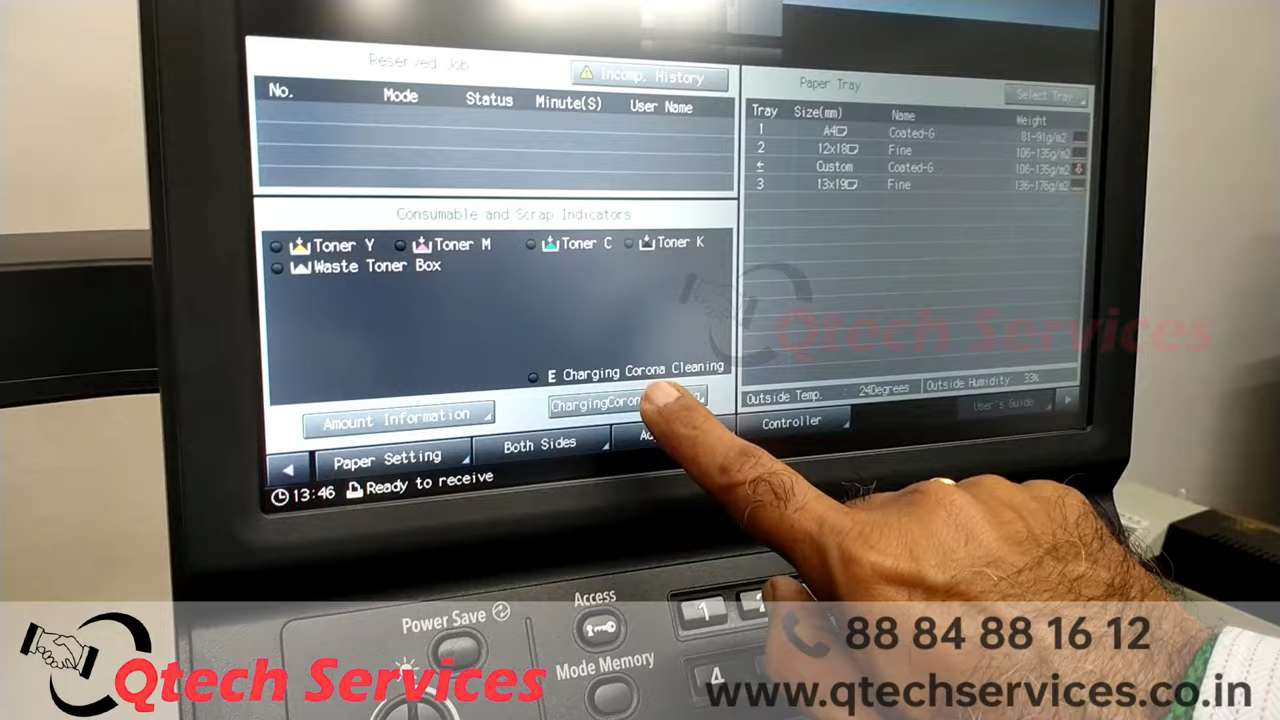 Reserved Job
Incomp. History
No. Mode Status Minute(S) User Name
Consumable and Scrap Indicators
Toner Y Toner M Toner C Toner K
Waste Toner Box
E Charging Corona Cleaning
Amount Information
ChargingCoron
Paper Setting
Both Sides
Controller
13:46 Ready to receive
Paper Tray
Select Tray
Tray Size(mm) Name Weight
1 A4 Coated-G 81-91g/m2
2 12x18 Fine 106-135g/m2
Custom Coated-G 106-135g/m2
3 13x19 Fine 136-176g/m2
Outside Temp. : 24Degrees Outside Humidity: 33%
User's Guide
Qtech Services
Power Save
Access
Mode Memory
1
2
4
Qtech Services
88 84 88 16 12
www.qtechservices.co.in